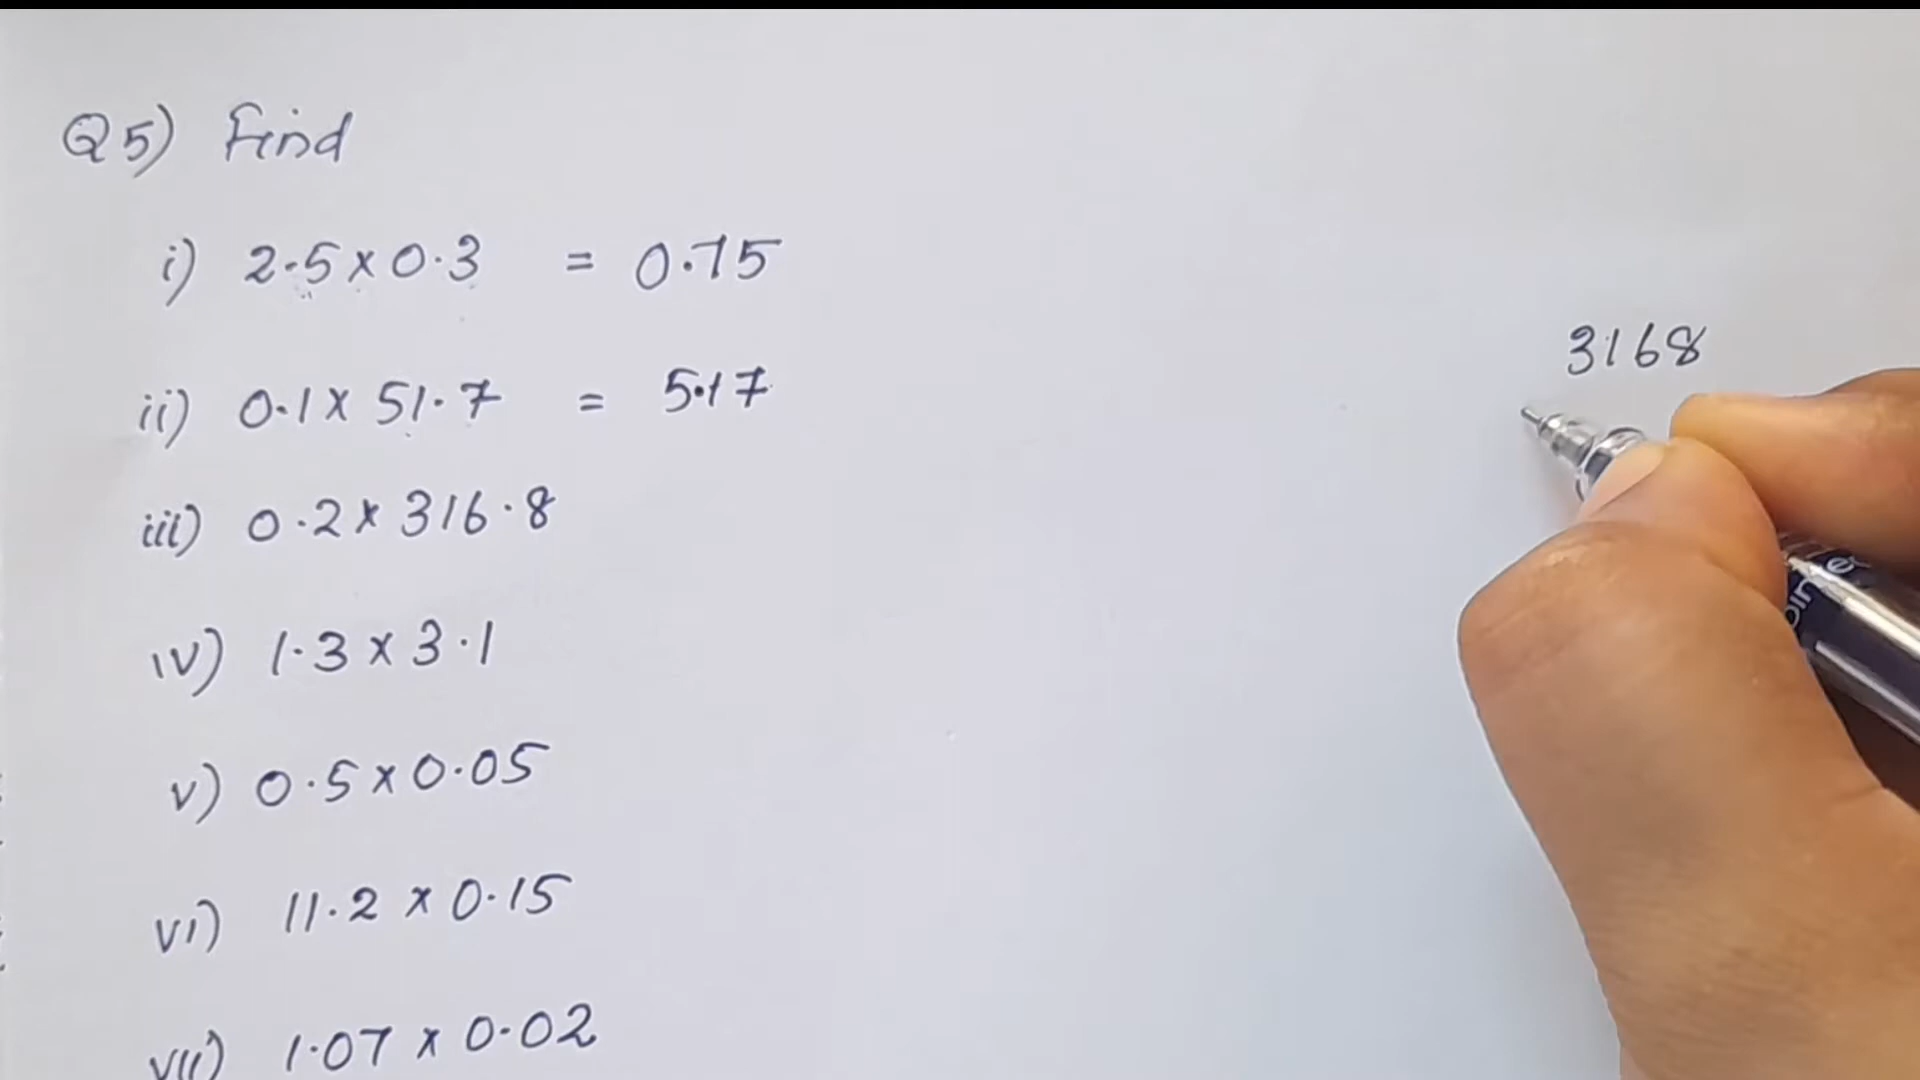 Q5) Find
i) 2.5 x 0.3 = 0.75
ii) 0.1 x 51.7 = 5.17
3168
iii) 0.2 x 316.8
iv) 1.3 x 3.1
v) 0.5 x 0.05
vi) 11.2 x 0.15
vii) 1.07 x 0.02